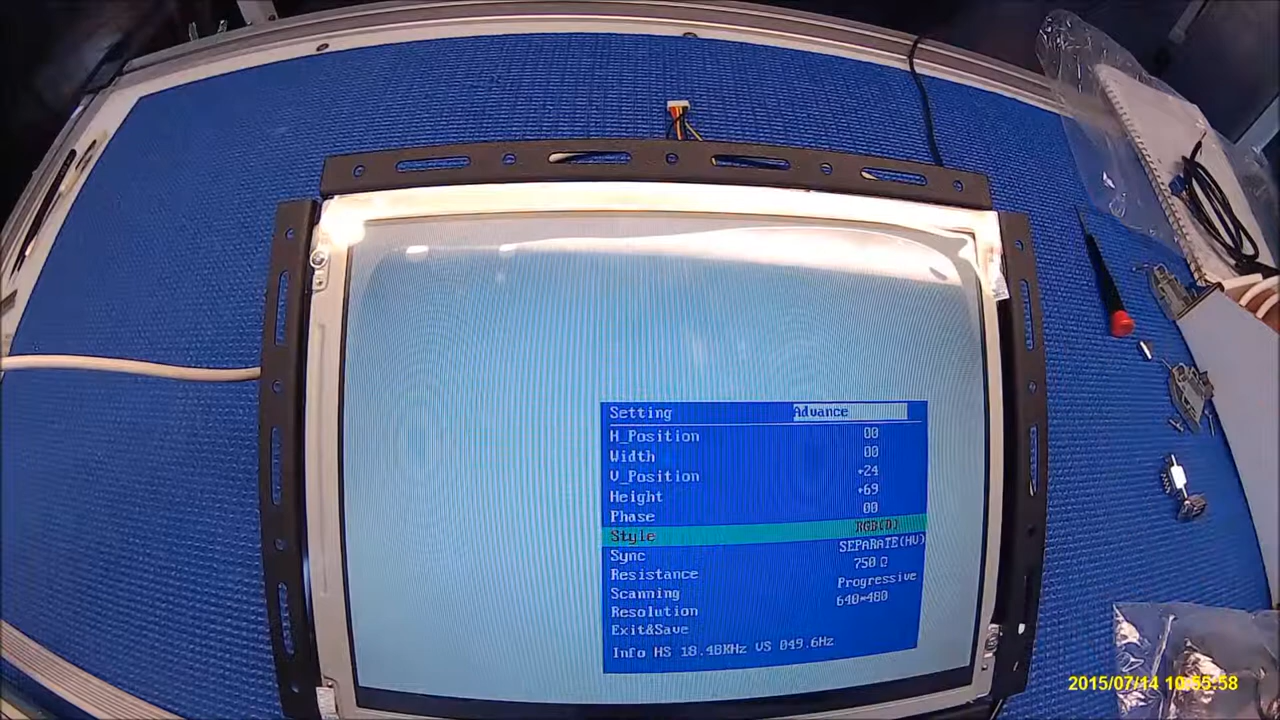 Setting Advance
H_Position 00
Width 00
V_Position +24
Height +69
Phase 00
Style RGB(D)
Sync SEPARATE(HV)
Resistance 750 Ω
Scanning Progressive
Resolution 640*480
Exit&Save
Info HS 18.48KHz VS 049.6Hz
2015/07/14 10:55:58